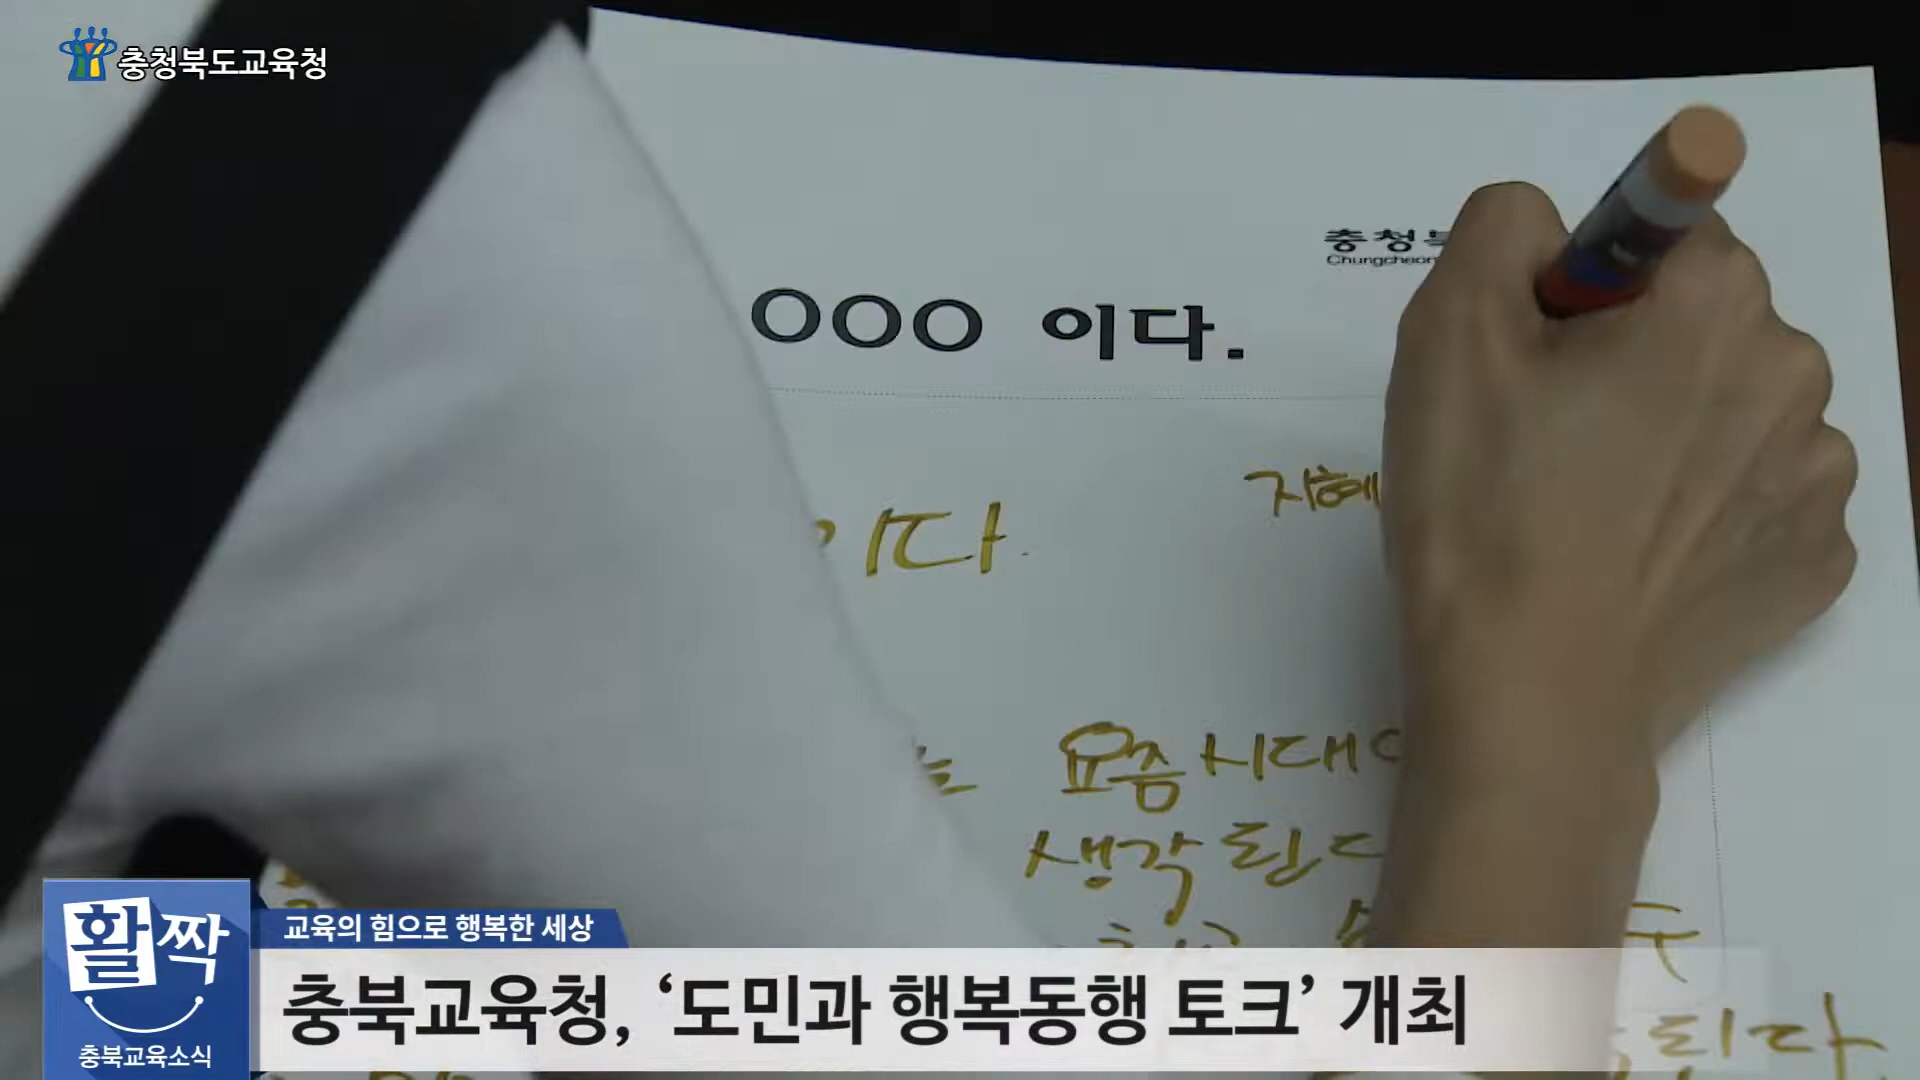 충청북도교육청
충청
Chungcheon
OOO 이다.
지혜
이다.
요즘 시대
생각된다
된다
활짝
충북교육소식
교육의 힘으로 행복한 세상
충북교육청, ‘도민과 행복동행 토크’ 개최